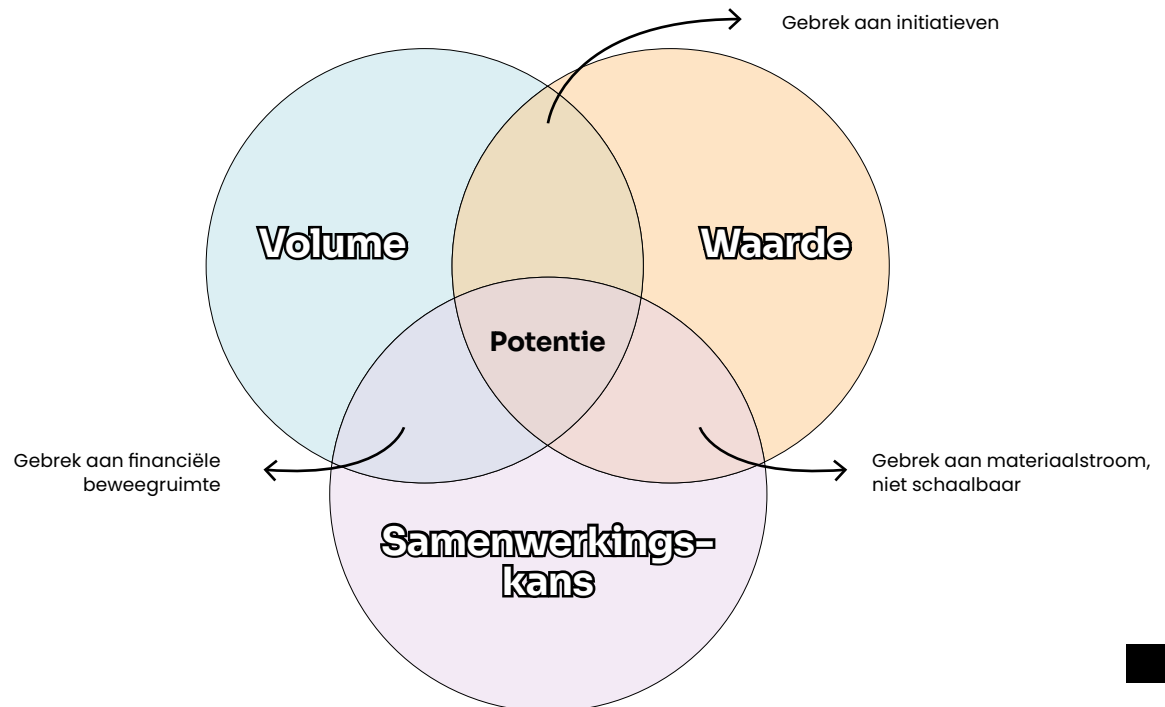 Gebrek aan initiatieven
Volume
Waarde
Potentie
Gebrek aan financiële
beweegruimte
Gebrek aan materiaalstroom,
niet schaalbaar
Samenwerkings-
kans